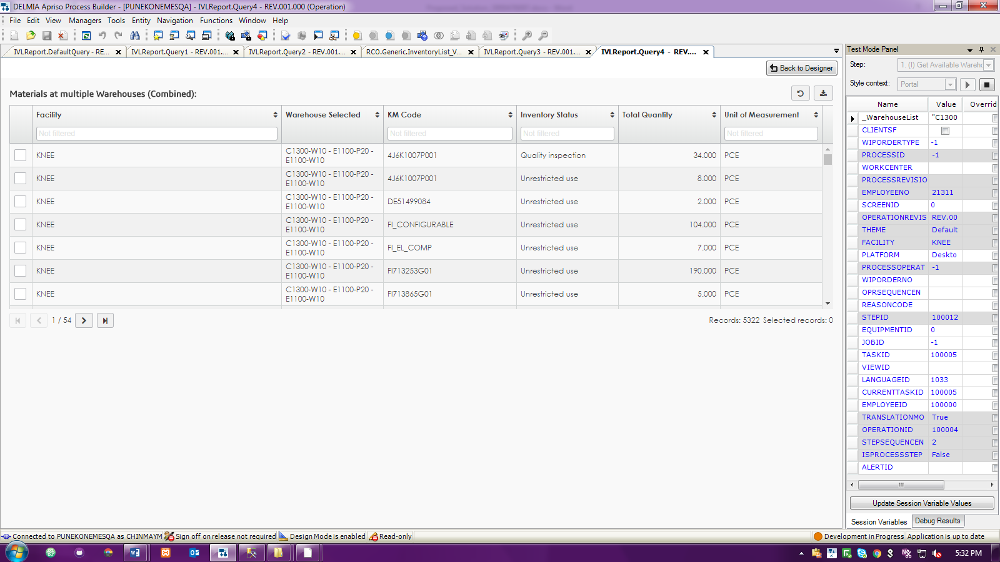 DELMIA Apriso Process Builder - [PUNEKONEMESQA] - IVLReport.Query4 - REV.001.000 (Operation)
File Edit View Managers Tools Entity Navigation Functions Window Help
IVLReport.DefaultQuery - RE... IVLReport.Query1 - REV.001.... IVLReport.Query2 - REV.001.... RCO.Generic.InventoryList_V... IVLReport.Query3 - REV.001.... IVLReport.Query4 - REV....
Back to Designer
Materials at multiple Warehouses (Combined):
Facility Warehouse Selected KM Code Inventory Status Total Quantity Unit of Measurement
Not filtered Not filtered Not filtered Not filtered
KNEE C1300-W10 - E1100-P20 - E1100-W10 4J6K1007P001 Quality inspection 34.000 PCE
KNEE C1300-W10 - E1100-P20 - E1100-W10 4J6K1007P001 Unrestricted use 8.000 PCE
KNEE C1300-W10 - E1100-P20 - E1100-W10 DE51499084 Unrestricted use 2.000 PCE
KNEE C1300-W10 - E1100-P20 - E1100-W10 FI_CONFIGURABLE Unrestricted use 104.000 PCE
KNEE C1300-W10 - E1100-P20 - E1100-W10 FI_EL_COMP Unrestricted use 7.000 PCE
KNEE C1300-W10 - E1100-P20 - E1100-W10 FI713253G01 Unrestricted use 190.000 PCE
KNEE C1300-W10 - E1100-P20 - E1100-W10 FI713865G01 Unrestricted use 5.000 PCE
1 / 54
Records: 5322 Selected records: 0
Test Mode Panel
Step: 1. (I) Get Available Wareh
Style context: Portal
Name Value Overrid
_WarehouseList "C1300
CLIENTSF
WIPORDERTYPE -1
PROCESSID -1
WORKCENTER
PROCESSREVISIO
EMPLOYEENO 21311
SCREENID 0
OPERATIONREVIS REV.00
THEME Default
FACILITY KNEE
PLATFORM Deskto
PROCESSOPERAT -1
WIPORDERNO
OPRSEQUENCEN
REASONCODE
STEPID 100012
EQUIPMENTID 0
JOBID -1
TASKID 100005
VIEWID
LANGUAGEID 1033
CURRENTTASKID 100005
EMPLOYEEID 100000
TRANSLATIONMO True
OPERATIONID 100004
STEPSEQUENCEN 2
ISPROCESSSTEP False
ALERTID
Update Session Variable Values
Session Variables Debug Results
Connected to PUNEKONEMESQA as CHINMAYM Sign off on release not required Design Mode is enabled Read-only Development in Progress Application is up to date
5:32 PM